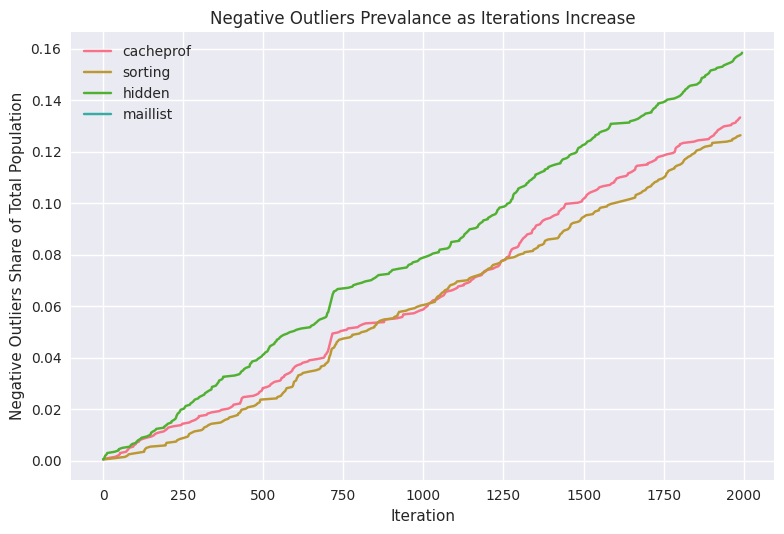 Negative Outliers Prevalance as Iterations Increase
Negative Outliers Share of Total Population
0.16
0.14
0.12
0.10
0.08
0.06
0.04
0.02
0.00
cacheprof
sorting
hidden
maillist
0 250 500 750 1000 1250 1500 1750 2000
Iteration